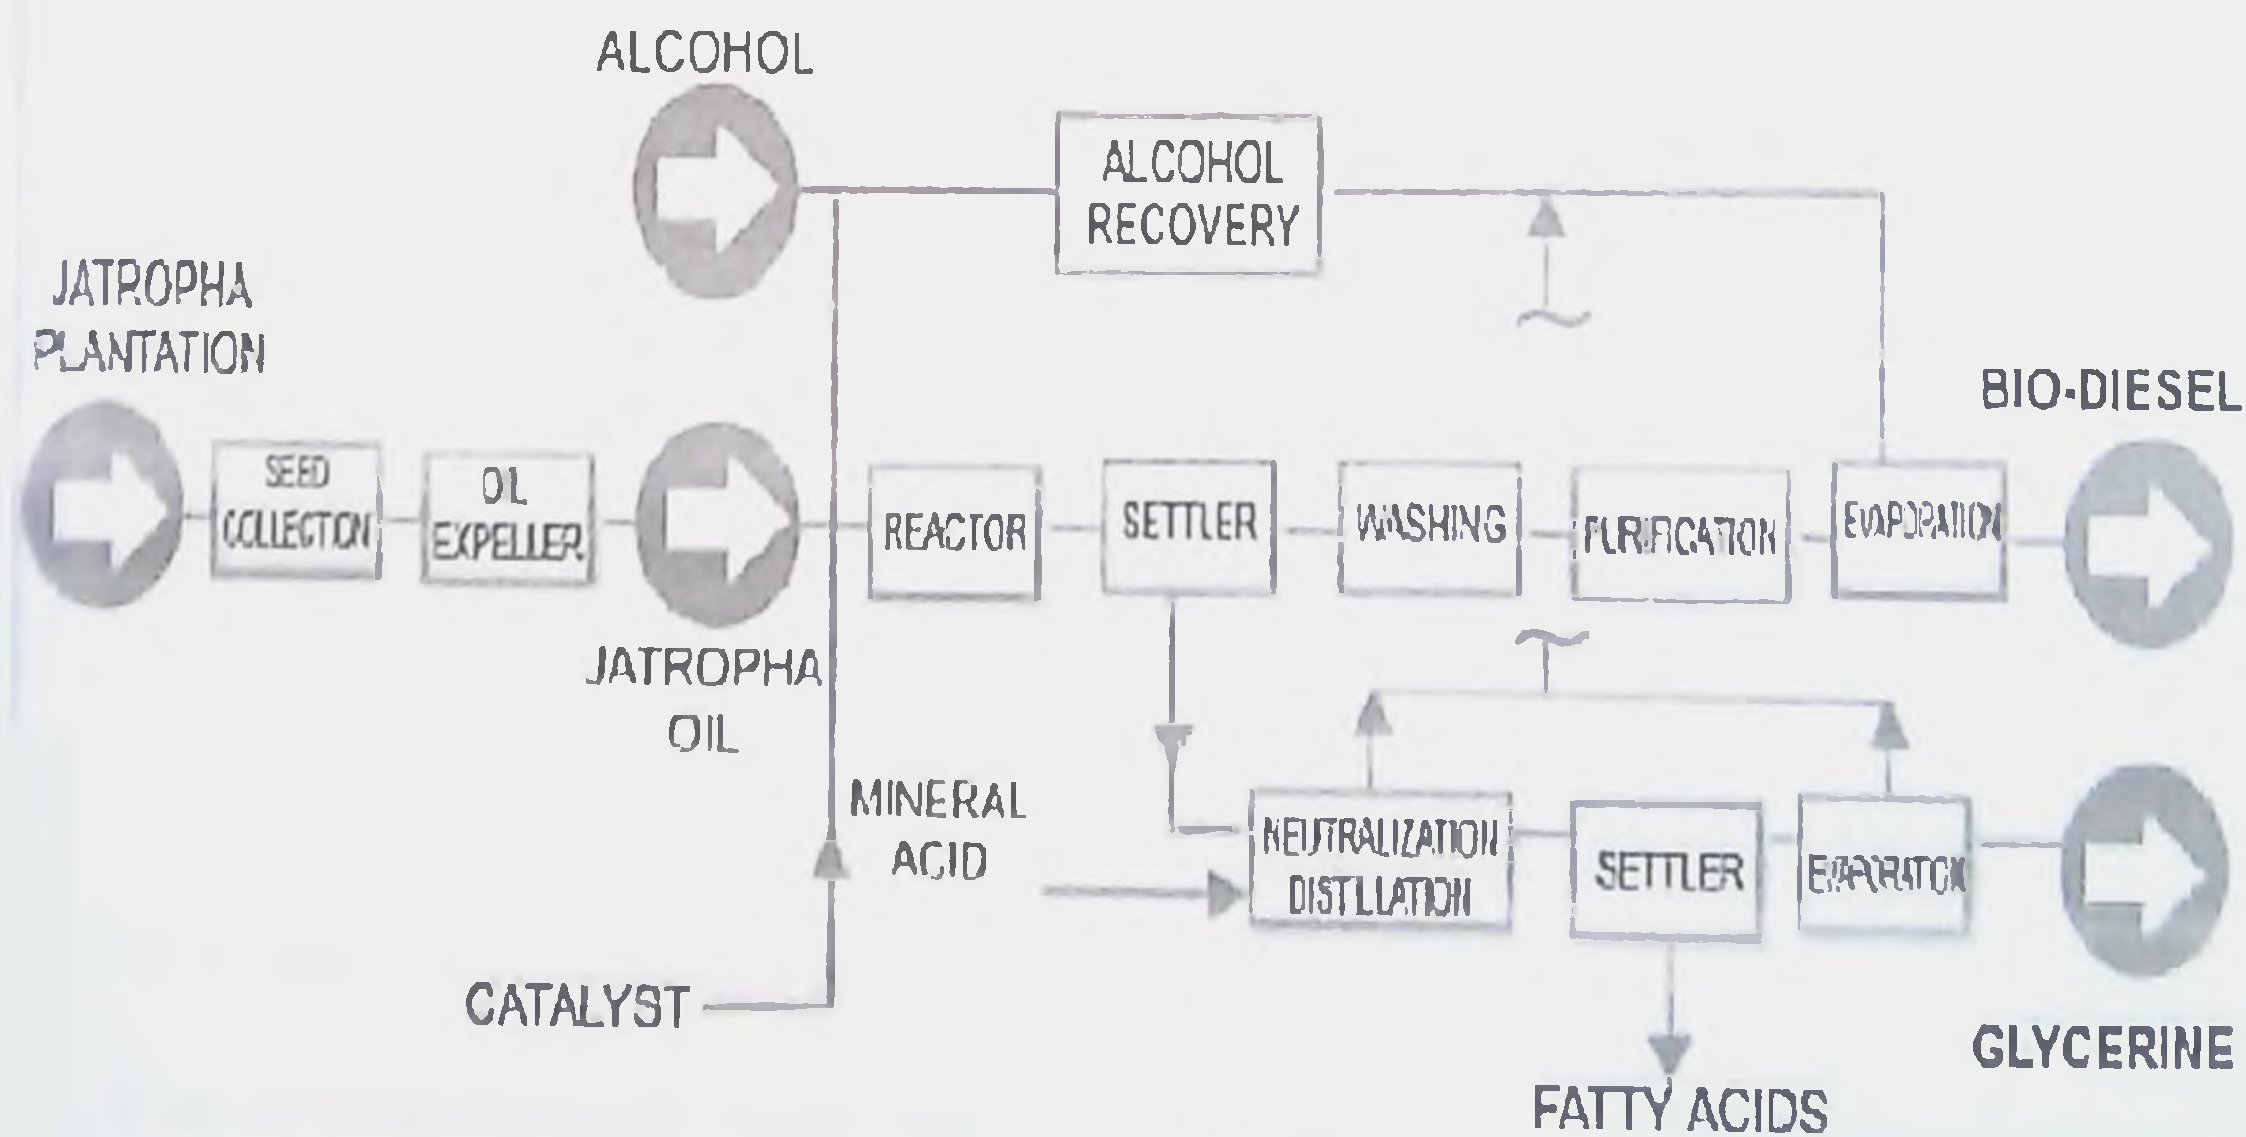 ALCOHOL
ALCOHOL
RECOVERY
JATROPHA
PLANTATION
BIO-DIESEL
SEED
COLLECTION
OIL
EXPELLER
REACTOR
SETTLER
WASHING
PURIFICATION
EVAPORATION
JATROPHA
OIL
MINERAL
ACID
NEUTRALIZATION
DISTILLATION
SETTLER
EVAPORATION
CATALYST
GLYCERINE
FATTY ACIDS